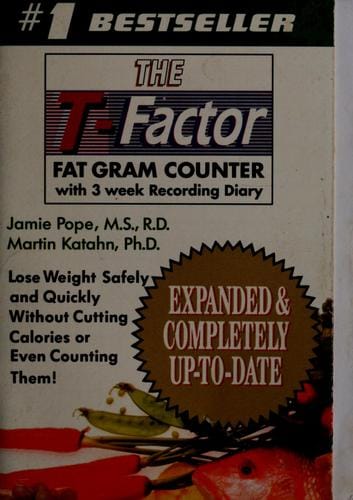 #1 BESTSELLER
THE
T-Factor
FAT GRAM COUNTER
with 3 week Recording Diary
Jamie Pope, M.S., R.D.
Martin Katahn, Ph.D.
Lose Weight Safely
and Quickly
Without Cutting
Calories or
Even Counting
Them!
EXPANDED &
COMPLETELY
UP-TO-DATE